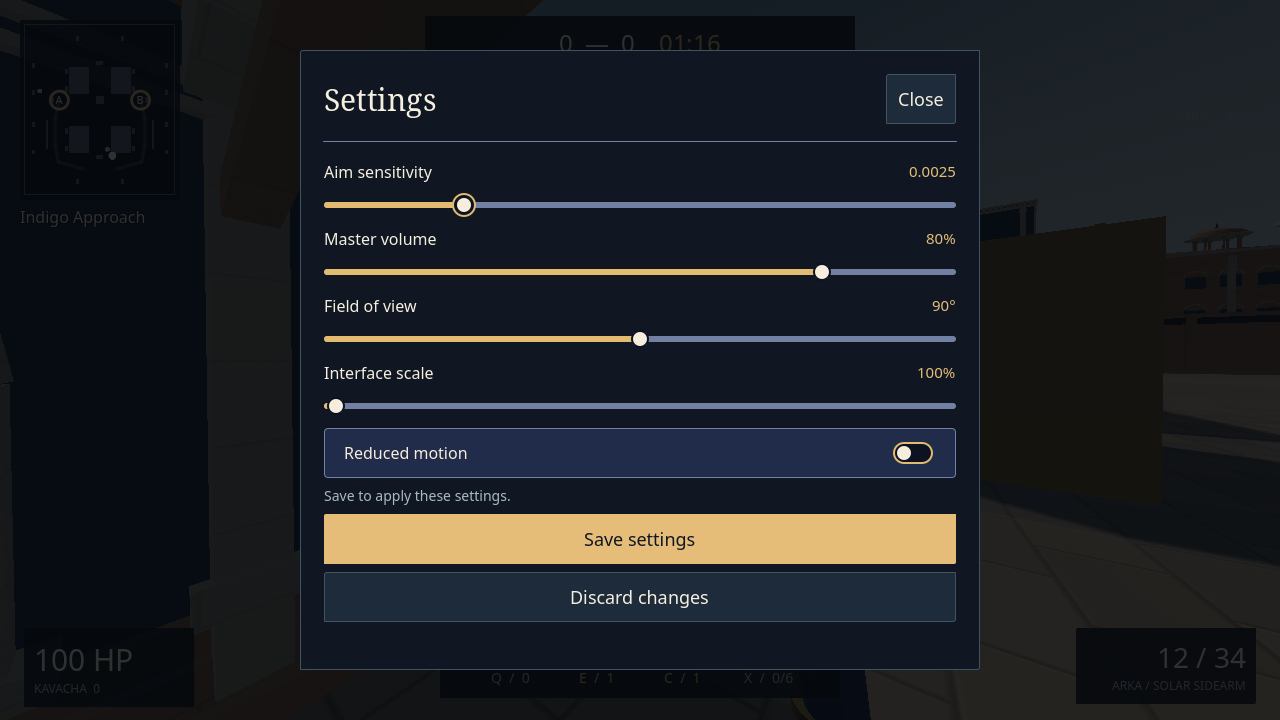 0 — 0 01:16
A
B
Indigo Approach
Settings
Close
Aim sensitivity 0.0025
Master volume 80%
Field of view 90°
Interface scale 100%
Reduced motion
Save to apply these settings.
Save settings
Discard changes
100 HP
KAVACHA 0
Q / 0 E / 1 C / 1 X / 0/6
12 / 34
ARKA / SOLAR SIDEARM